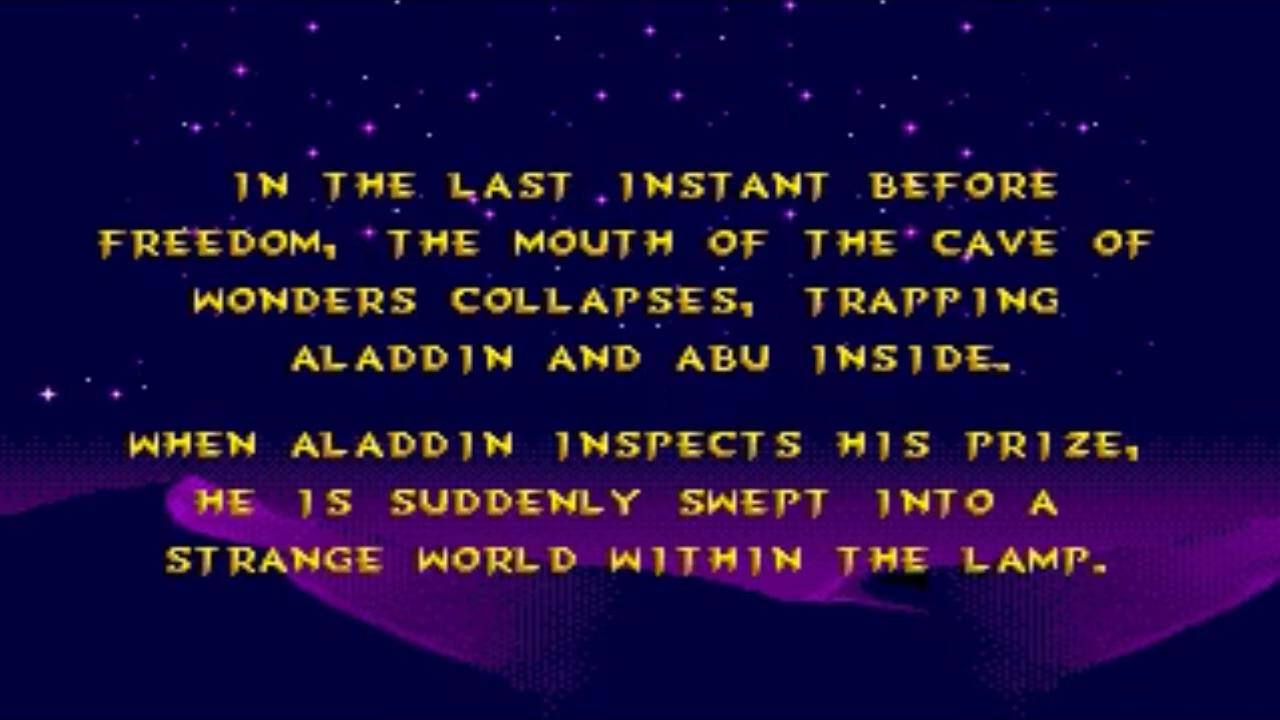 IN THE LAST INSTANT BEFORE
FREEDOM, THE MOUTH OF THE CAVE OF
WONDERS COLLAPSES, TRAPPING
ALADDIN AND ABU INSIDE.
WHEN ALADDIN INSPECTS HIS PRIZE,
HE IS SUDDENLY SWEPT INTO A
STRANGE WORLD WITHIN THE LAMP.